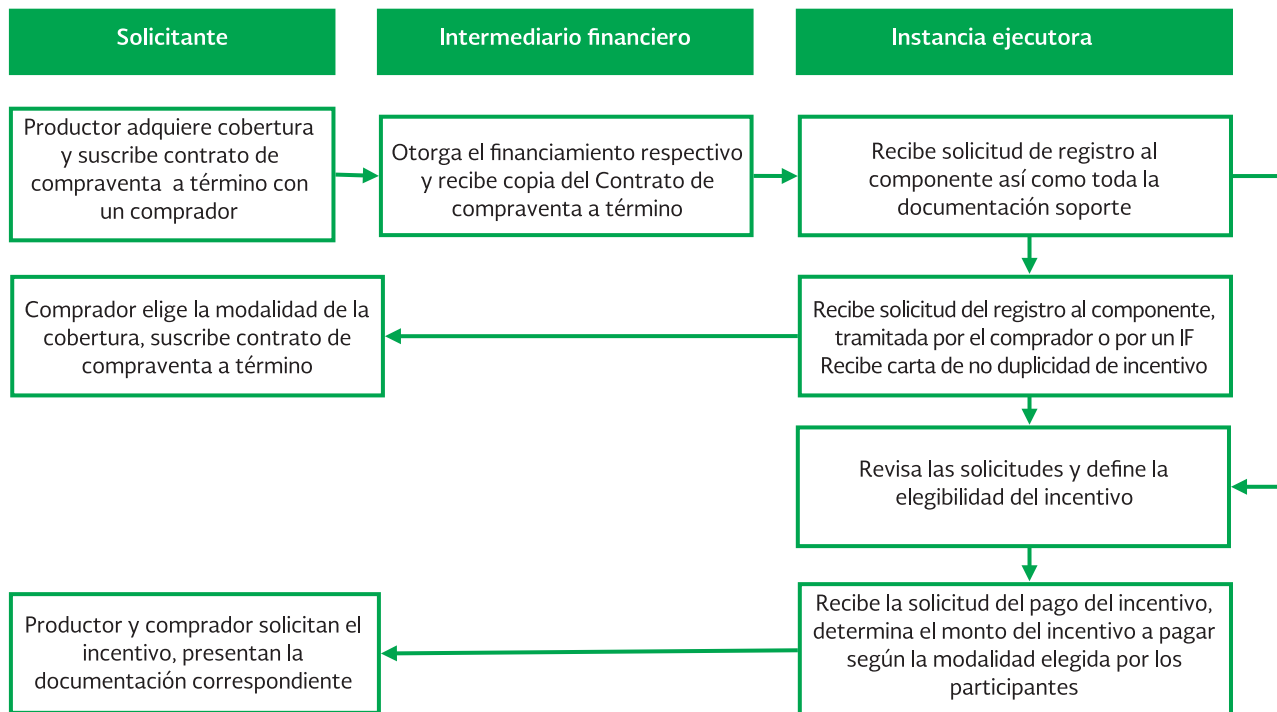 Solicitante
Intermediario financiero
Instancia ejecutora
Productor adquiere cobertura
y suscribe contrato de
compraventa a término con
un comprador
Otorga el financiamiento respectivo
y recibe copia del Contrato de
compraventa a término
Recibe solicitud de registro al
componente así como toda la
documentación soporte
Comprador elige la modalidad de la
cobertura, suscribe contrato de
compraventa a término
Recibe solicitud del registro al componente,
tramitada por el comprador o por un IF
Recibe carta de no duplicidad de incentivo
Revisa las solicitudes y define la
elegibilidad del incentivo
Productor y comprador solicitan el
incentivo, presentan la
documentación correspondiente
Recibe la solicitud del pago del incentivo,
determina el monto del incentivo a pagar
según la modalidad elegida por los
participantes